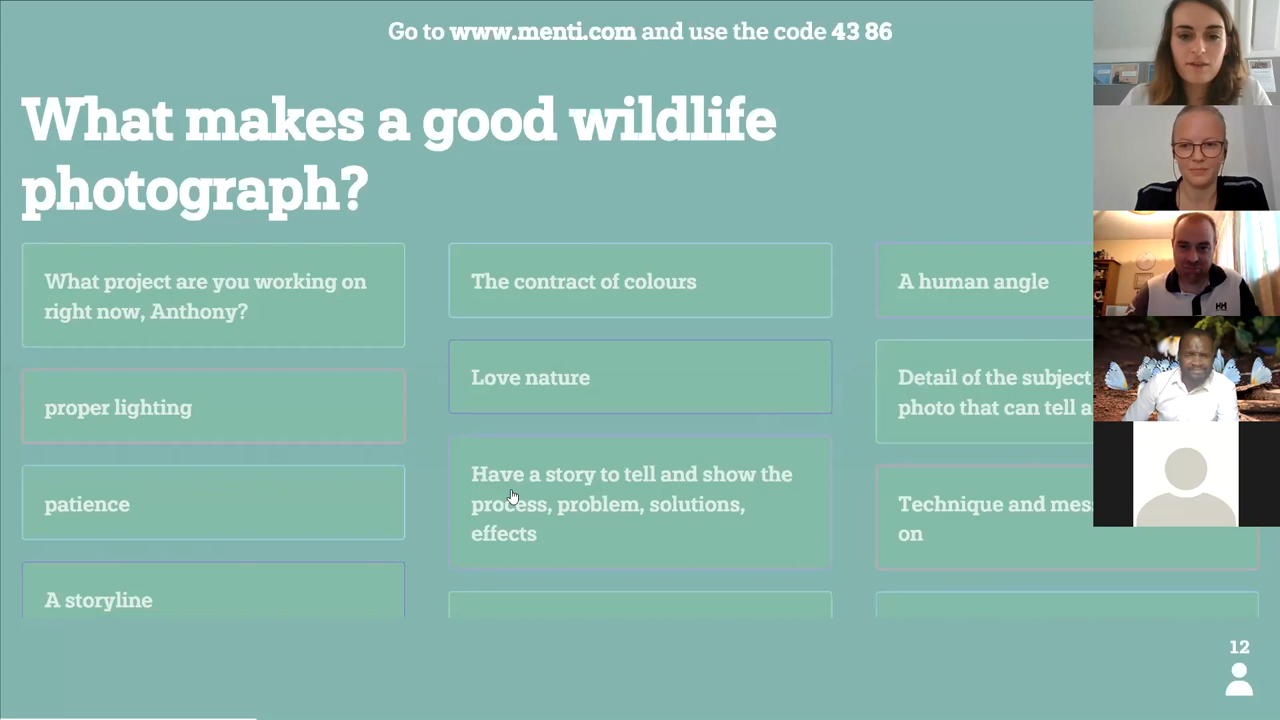 Go to www.menti.com and use the code 43 86
What makes a good wildlife
photograph?
What project are you working on
right now, Anthony?
proper lighting
patience
A storyline
The contract of colours
Love nature
Have a story to tell and show the
process, problem, solutions,
effects
A human angle
Detail of the subject
photo that can tell a
Technique and
on
12
HH